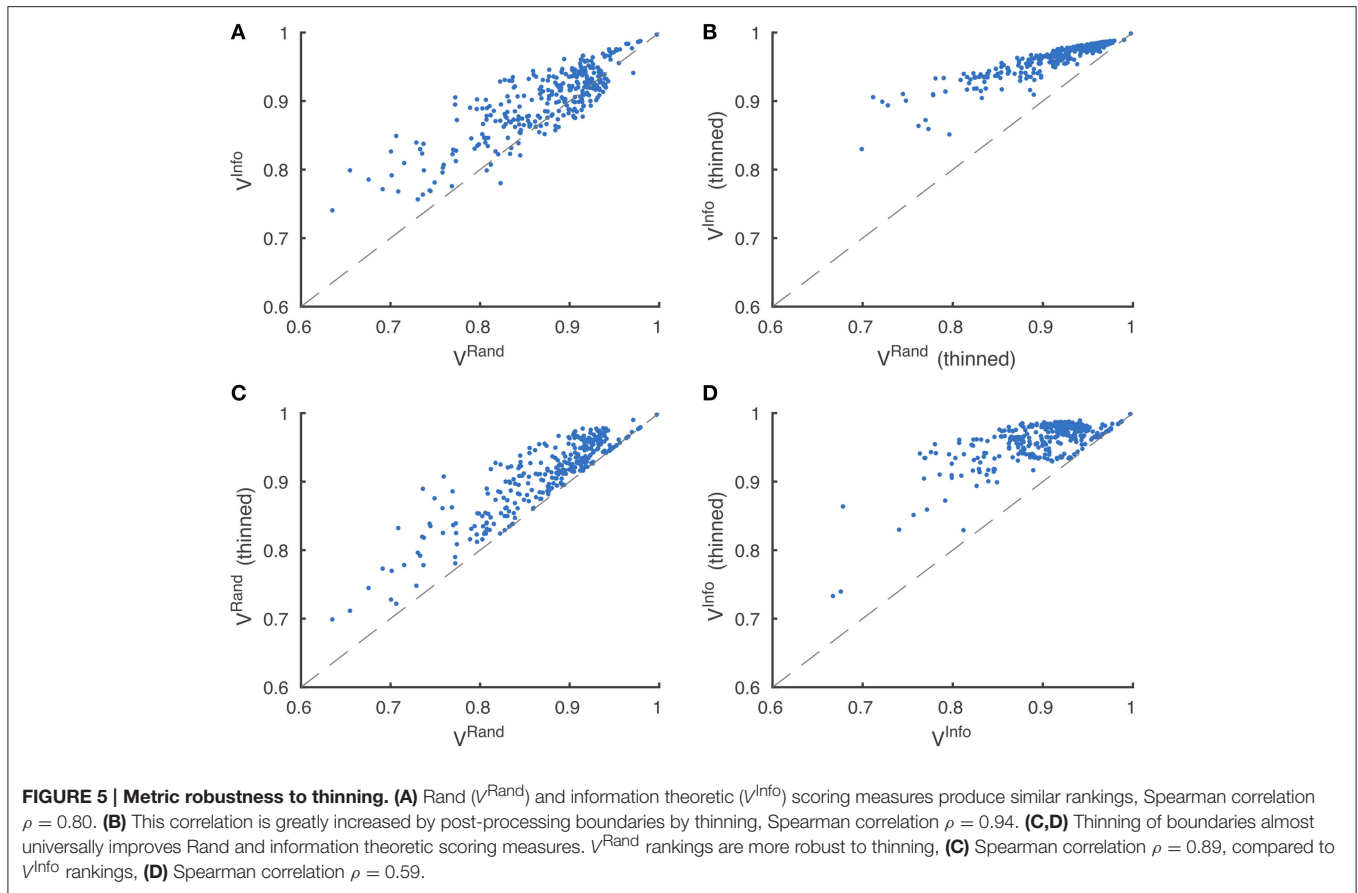 A
B
1
0.9
0.8
0.7
0.6
V^Info
0.6
0.7
0.8
0.9
1
V^Rand
1
0.9
0.8
0.7
0.6
V^Info (thinned)
0.6
0.7
0.8
0.9
1
V^Rand (thinned)
C
D
1
0.9
0.8
0.7
0.6
V^Rand (thinned)
0.6
0.7
0.8
0.9
1
V^Rand
1
0.9
0.8
0.7
0.6
V^Info (thinned)
0.6
0.7
0.8
0.9
1
V^Info
FIGURE 5 | Metric robustness to thinning. (A) Rand (V^Rand) and information theoretic (V^Info) scoring measures produce similar rankings, Spearman correlation
ρ = 0.80. (B) This correlation is greatly increased by post-processing boundaries by thinning, Spearman correlation ρ = 0.94. (C,D) Thinning of boundaries almost
universally improves Rand and information theoretic scoring measures. V^Rand rankings are more robust to thinning, (C) Spearman correlation ρ = 0.89, compared to
V^Info rankings, (D) Spearman correlation ρ = 0.59.